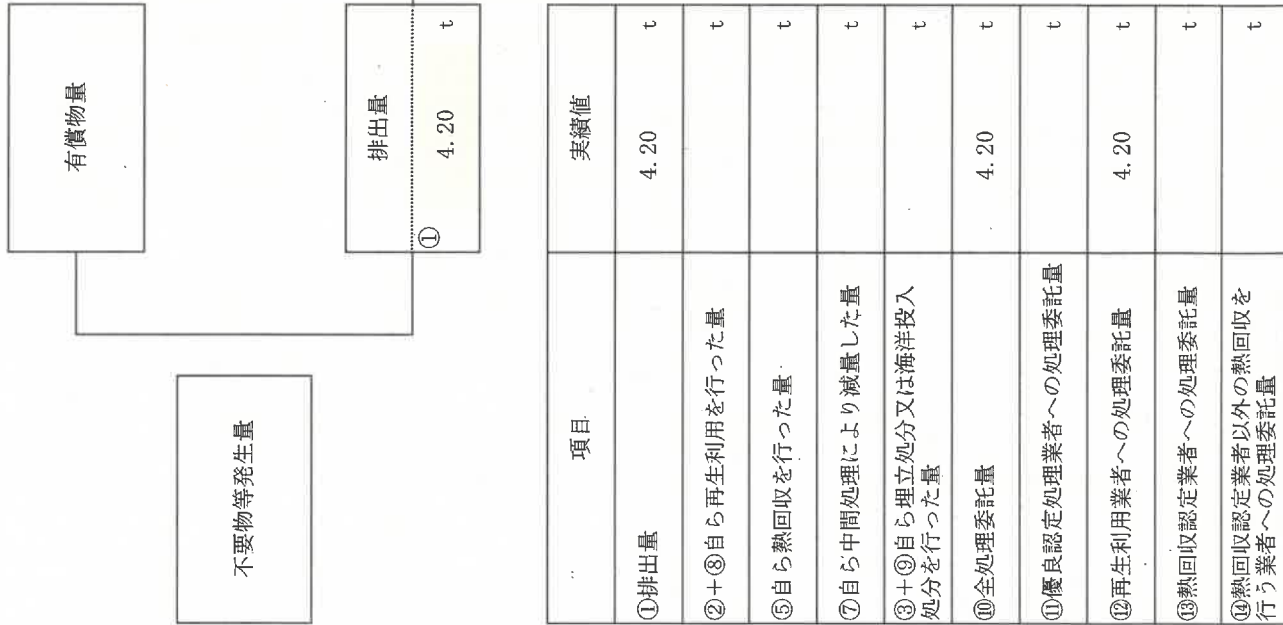 有償物量
不要物等発生量
排出量
① 4.20 t
項目 実績値
①排出量 4.20 t
②+⑧自ら再生利用を行った量 t
⑤自ら熱回収を行った量 t
⑦自ら中間処理により減量した量 t
③+⑨自ら埋立処分又は海洋投入
処分を行った量 t
⑩全処理委託量 4.20 t
⑪優良認定処理業者への処理委託量 t
⑫再生利用業者への処理委託量 4.20 t
⑬熱回収認定業者への処理委託量 t
⑭熱回収認定業者以外の熱回収を
行う業者への処理委託量 t